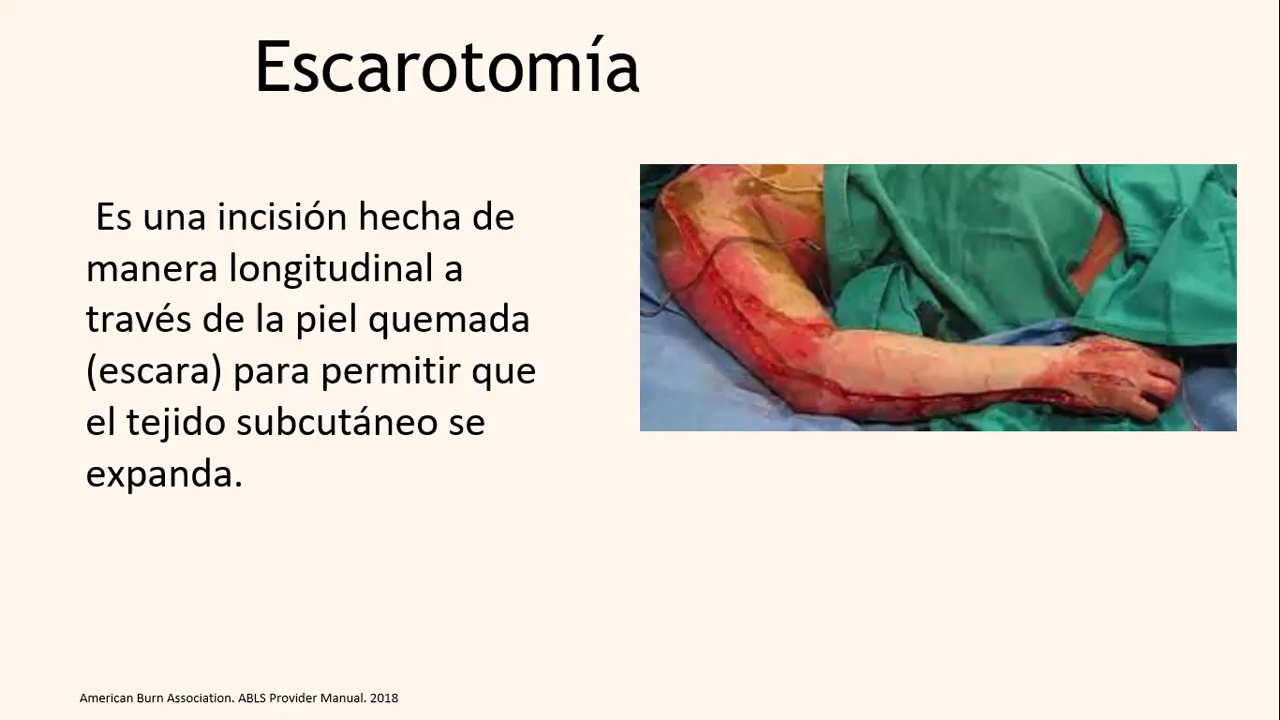 Escarotomía
Es una incisión hecha de
manera longitudinal a
través de la piel quemada
(escara) para permitir que
el tejido subcutáneo se
expanda.
American Burn Association. ABLS Provider Manual. 2018